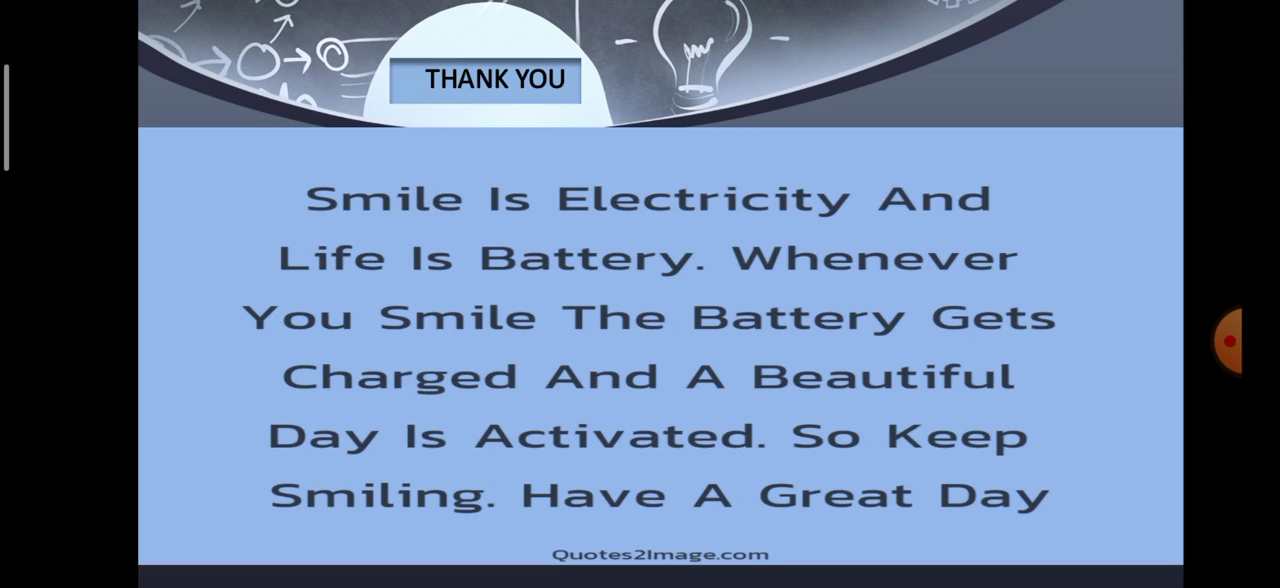 THANK YOU
Smile Is Electricity And
Life Is Battery. Whenever
You Smile The Battery Gets
Charged And A Beautiful
Day Is Activated. So Keep
Smiling. Have A Great Day
Quotes2Image.com